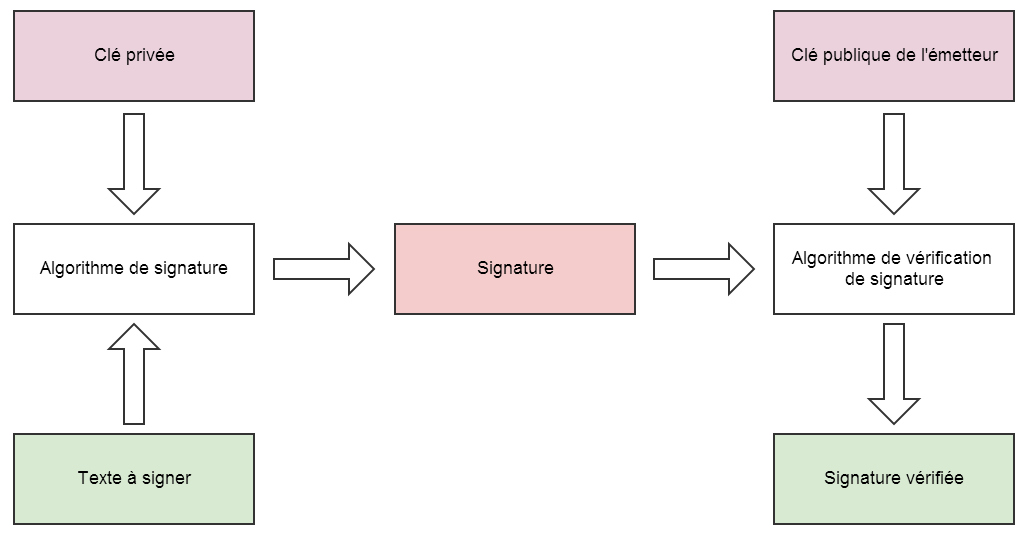 Clé privée
Clé publique de l'émetteur
Algorithme de signature
Signature
Algorithme de vérification
de signature
Texte à signer
Signature vérifiée